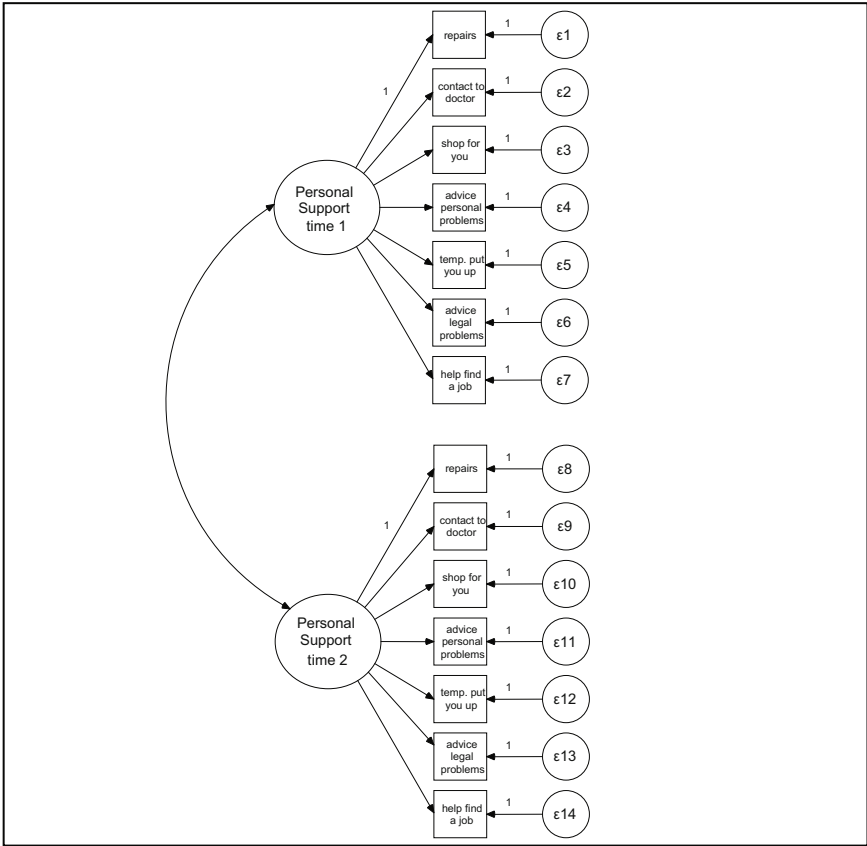 repairs
1
ε1
1
contact to
doctor
1
ε2
shop for
you
1
ε3
Personal
Support
time 1
advice
personal
problems
1
ε4
temp. put
you up
1
ε5
advice
legal
problems
1
ε6
help find
a job
1
ε7
repairs
1
ε8
1
contact to
doctor
1
ε9
shop for
you
1
ε10
Personal
Support
time 2
advice
personal
problems
1
ε11
temp. put
you up
1
ε12
advice
legal
problems
1
ε13
help find
a job
1
ε14